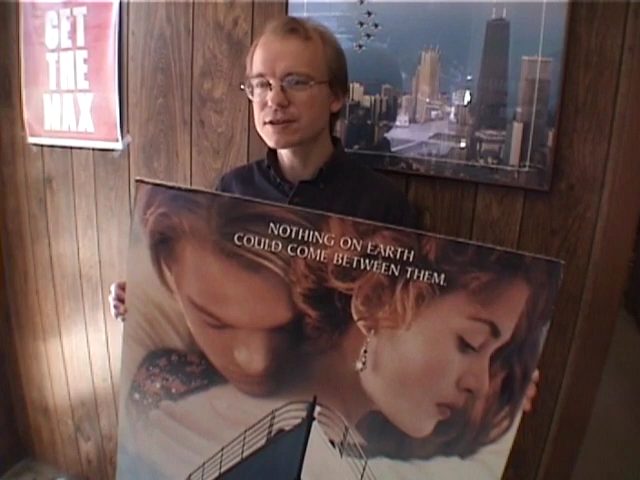 GET
THE
MAX
NOTHING ON EARTH
COULD COME BETWEEN THEM.